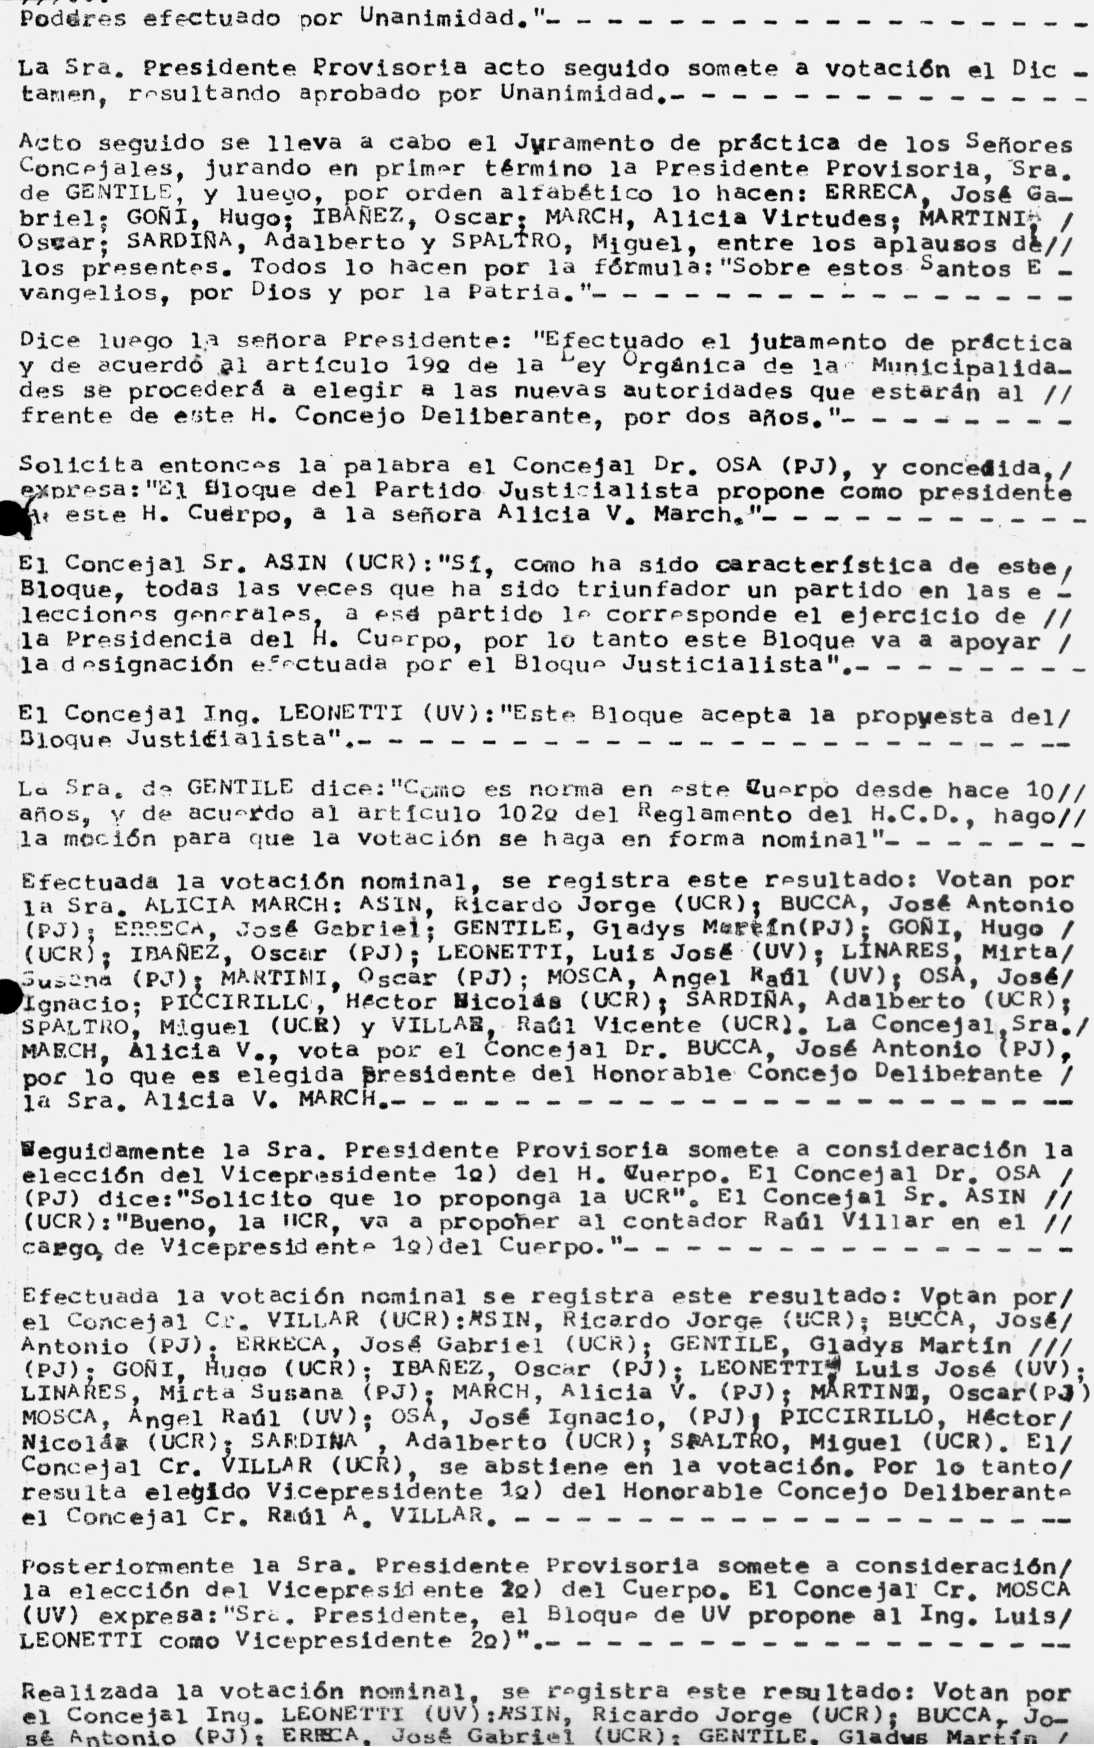 Poderes efectuado por Unanimidad."- - - - - - - - - - - - - - - - - -
La Sra. Presidente Provisoria acto seguido somete a votación el Dic -
tamen, resultando aprobado por Unanimidad.- - - - - - - - - - - - - -
Acto seguido se lleva a cabo el Juramento de práctica de los Señores
Concejales, jurando en primer término la Presidente Provisoria, Sra.
de GENTILE, y luego, por orden alfabético lo hacen: ERRECA, José Ga-
briel; GOÑI, Hugo; IBAÑEZ, Oscar; MARCH, Alicia Virtudes; MARTINI, /
Oscar; SARDIÑA, Adalberto y SPALTRO, Miguel, entre los aplausos de//
los presentes. Todos lo hacen por la fórmula:"Sobre estos Santos E -
vangelios, por Dios y por la Patria."- - - - - - - - - - - - - - - -
Dice luego la señora Presidente: "Efectuado el juramento de práctica
y de acuerdo al artículo 19º de la Ley Orgánica de la Municipalida-
des se procederá a elegir a las nuevas autoridades que estarán al //
frente de este H. Concejo Deliberante, por dos años."- - - - - - - -
Solicita entonces la palabra el Concejal Dr. OSA (PJ), y concedida,/
expresa:"El Bloque del Partido Justicialista propone como presidente
de este H. Cuerpo, a la señora Alicia V. March."- - - - - - - - - - -
El Concejal Sr. ASIN (UCR):"Sí, como ha sido característica de este/
Bloque, todas las veces que ha sido triunfador un partido en las e -
lecciones generales, a ese partido le corresponde el ejercicio de //
la Presidencia del H. Cuerpo, por lo tanto este Bloque va a apoyar /
la designación efectuada por el Bloque Justicialista".- - - - - - - -
El Concejal Ing. LEONETTI (UV):"Este Bloque acepta la propuesta del/
Bloque Justicialista".- - - - - - - - - - - - - - - - - - - - - - --
La Sra. de GENTILE dice:"Como es norma en este Cuerpo desde hace 10//
años, y de acuerdo al artículo 102º del Reglamento del H.C.D., hago//
la moción para que la votación se haga en forma nominal"- - - - - - -
Efectuada la votación nominal, se registra este resultado: Votan por
la Sra. ALICIA MARCH: ASIN, Ricardo Jorge (UCR); BUCCA, José Antonio
(PJ); ERRECA, José Gabriel; GENTILE, Gladys Martín(PJ); GOÑI, Hugo /
(UCR); IBAÑEZ, Oscar (PJ); LEONETTI, Luis José (UV); LINARES, Mirta/
Susana (PJ); MARTINI, Oscar (PJ); MOSCA, Angel Raúl (UV); OSA, José/
Ignacio; PICCIRILLO, Héctor Nicolás (UCR); SARDIÑA, Adalberto (UCR);
SPALTRO, Miguel (UCR) y VILLAR, Raúl Vicente (UCR). La Concejal,Sra./
MARCH, Alicia V., vota por el Concejal Dr. BUCCA, José Antonio (PJ),
por lo que es elegida Presidente del Honorable Concejo Deliberante /
la Sra. Alicia V. MARCH.- - - - - - - - - - - - - - - - - - - - - --
Seguidamente la Sra. Presidente Provisoria somete a consideración la
elección del Vicepresidente 1º) del H. Cuerpo. El Concejal Dr. OSA /
(PJ) dice:"Solicito que lo proponga la UCR". El Concejal Sr. ASIN //
(UCR):"Bueno, la UCR, va a proponer al contador Raúl Villar en el //
cargo, de Vicepresid ente 1º)del Cuerpo."- - - - - - - - - - - - - - -
Efectuada la votación nominal se registra este resultado: Votan por/
el Concejal Cr. VILLAR (UCR):ASIN, Ricardo Jorge (UCR); BUCCA, José/
Antonio (PJ); ERRECA, José Gabriel (UCR); GENTILE, Gladys Martín ///
(PJ); GOÑI, Hugo (UCR); IBAÑEZ, Oscar (PJ); LEONETTI, Luis José (UV);
LINARES, Mirta Susana (PJ); MARCH, Alicia V. (PJ); MARTINI, Oscar(PJ)
MOSCA, Angel Raúl (UV); OSA, José Ignacio, (PJ); PICCIRILLO, Héctor/
Nicolás (UCR); SARDIÑA , Adalberto (UCR); SPALTRO, Miguel (UCR). El/
Concejal Cr. VILLAR (UCR), se abstiene en la votación. Por lo tanto/
resulta elegido Vicepresidente 1º) del Honorable Concejo Deliberante
el Concejal Cr. Raúl A. VILLAR. - - - - - - - - - - - - - - - - - --
Posteriormente la Sra. Presidente Provisoria somete a consideración/
la elección del Vicepresid ente 2º) del Cuerpo. El Concejal Cr. MOSCA
(UV) expresa:"Sra. Presidente, el Bloque de UV propone al Ing. Luis/
LEONETTI como Vicepresidente 2º)".- - - - - - - - - - - - - - - - --
Realizada la votación nominal, se registra este resultado: Votan por
el Concejal Ing. LEONETTI (UV):ASIN, Ricardo Jorge (UCR); BUCCA, Jo-
sé Antonio (PJ); ERRECA, José Gabriel (UCR); GENTILE, Gladys Martín /